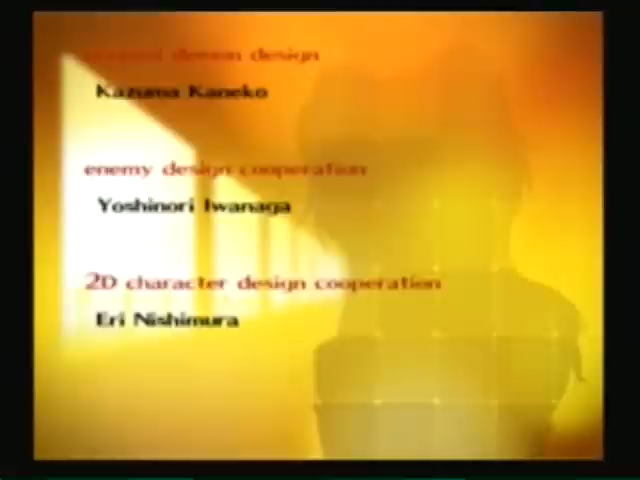 demon design
Kazuma Kaneko
enemy design cooperation
Yoshinori Iwanaga
2D character design cooperation
Eri Nishimura